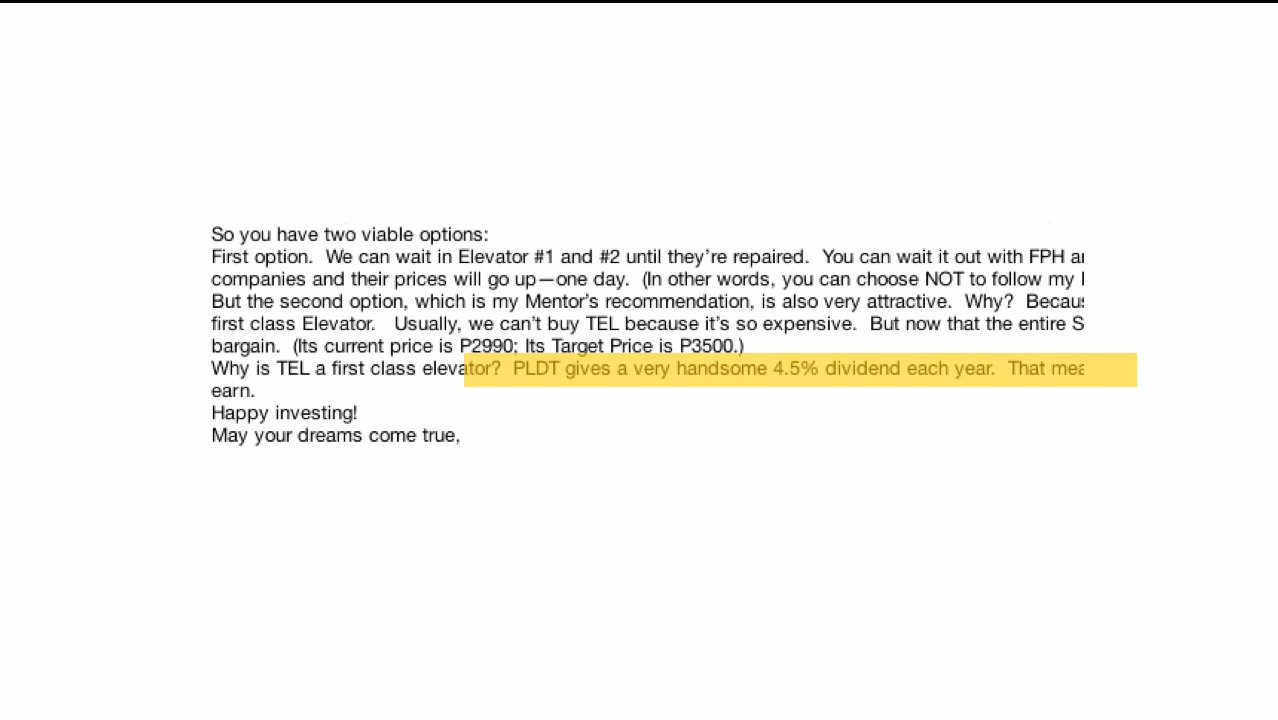 So you have two viable options:
First option.  We can wait in Elevator #1 and #2 until they're repaired.  You can wait it out with FPH
companies and their prices will go up—one day.  (In other words, you can choose NOT to follow my
But the second option, which is my Mentor's recommendation, is also very attractive.  Why?
first class Elevator.   Usually, we can't buy TEL because it's so expensive.  But now that the entire S
bargain.  (Its current price is P2990; Its Target Price is P3500.)
Why is TEL a first class elevator?  PLDT gives a very handsome 4.5% dividend each year.  That
earn.
Happy investing!
May your dreams come true,